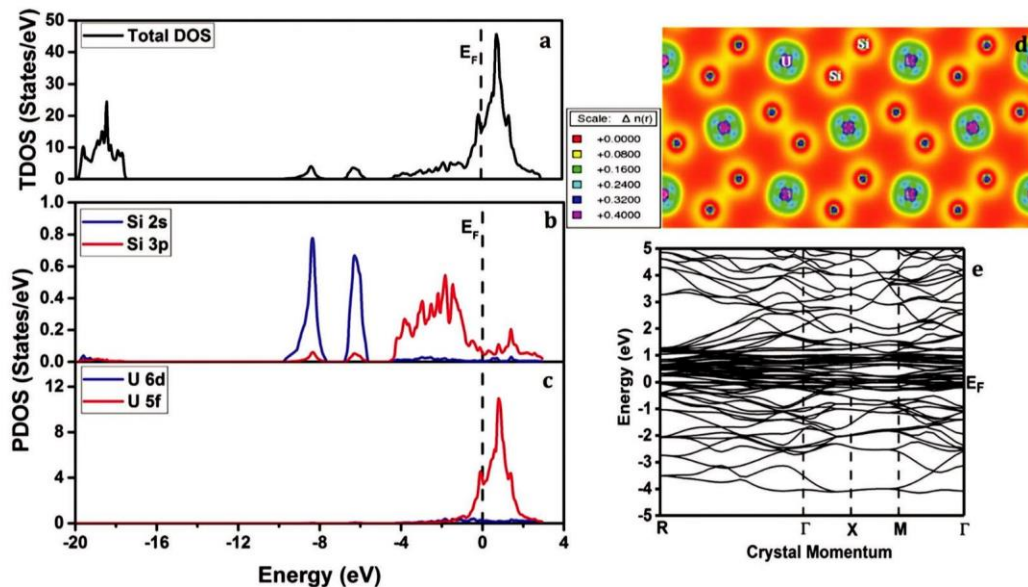 Total DOS
a
E_F
TDOS (States/eV)
50
40
30
20
10
0
Si 2s
Si 3p
b
E_F
1.0
0.8
0.6
0.4
0.2
0.0
PDOS (States/eV)
U 6d
U 5f
c
12
8
4
0
-20 -16 -12 -8 -4 0 4
Energy (eV)
d
Si
U
U
Si
U
U
Scale: Δ n(r)
+0.0000
+0.0800
+0.1600
+0.2400
+0.3200
+0.4000
e
5
4
3
2
1
0
-1
-2
-3
-4
-5
Energy (eV)
E_F
R Γ X M Γ
Crystal Momentum